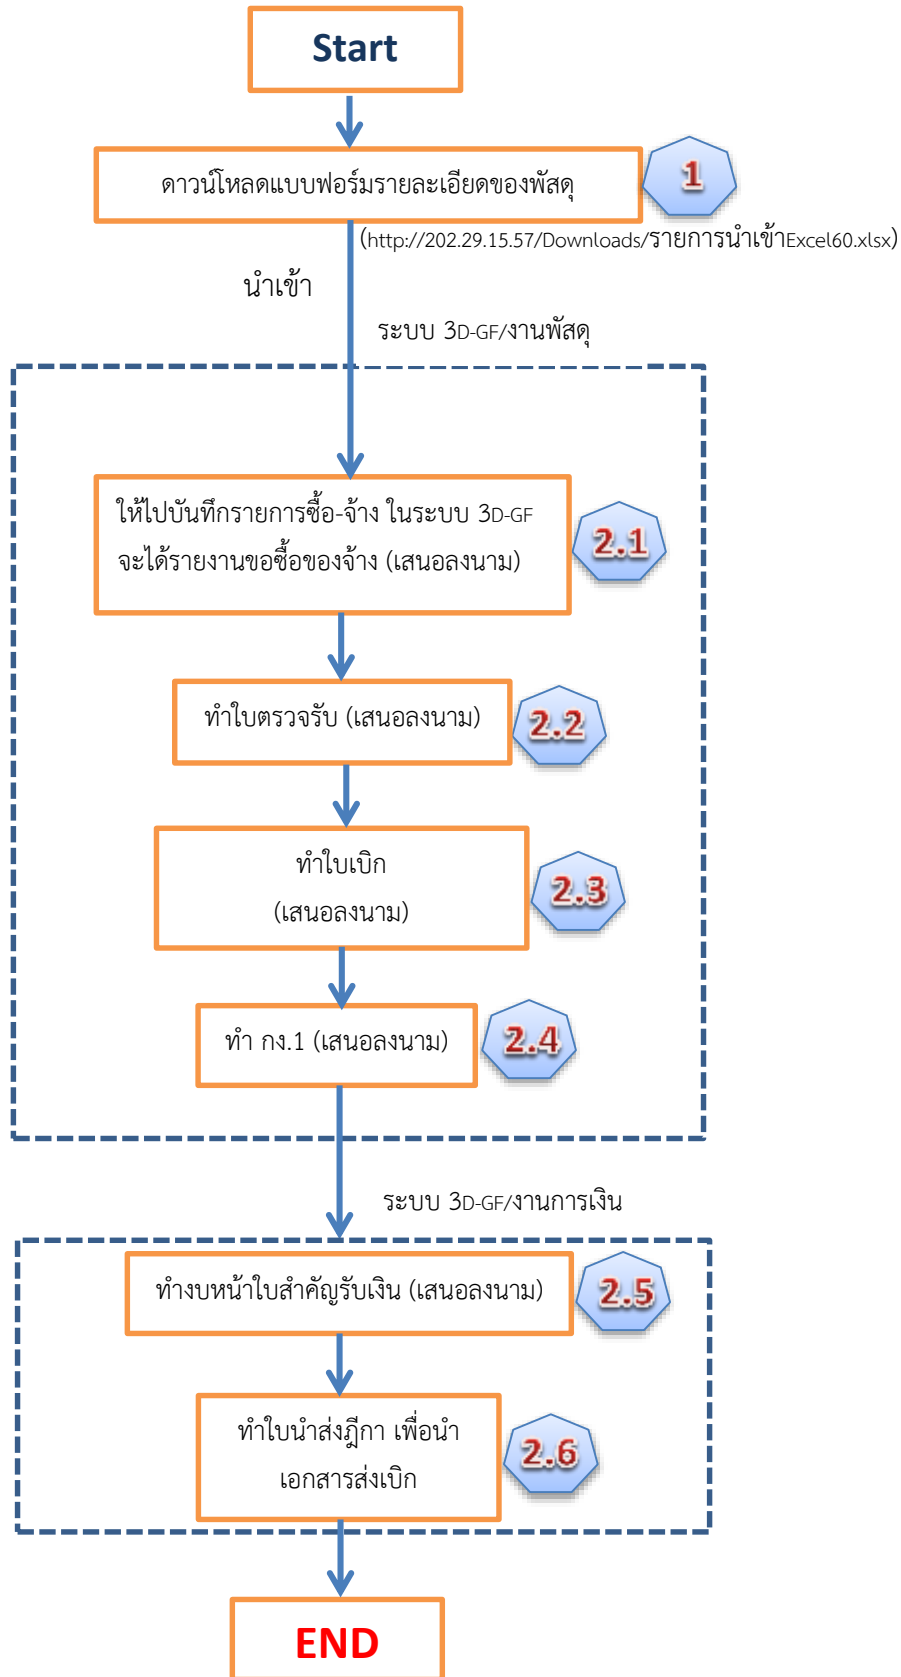 Start
ดาวน์โหลดแบบฟอร์มรายละเอียดของพัสดุ
1
(http://202.29.15.57/Downloads/รายการนำเข้าExcel60.xlsx)
นำเข้า
ระบบ 3D-GF/งานพัสดุ
ให้ไปบันทึกรายการซื้อ-จ้าง ในระบบ 3D-GF
จะได้รายงานขอซื้อของจ้าง (เสนอลงนาม)
2.1
ทำใบตรวจรับ (เสนอลงนาม)
2.2
ทำใบเบิก
(เสนอลงนาม)
2.3
ทำ กง.1 (เสนอลงนาม)
2.4
ระบบ 3D-GF/งานการเงิน
ทำงบหน้าใบสำคัญรับเงิน (เสนอลงนาม)
2.5
ทำใบนำส่งฎีกา เพื่อนำ
เอกสารส่งเบิก
2.6
END